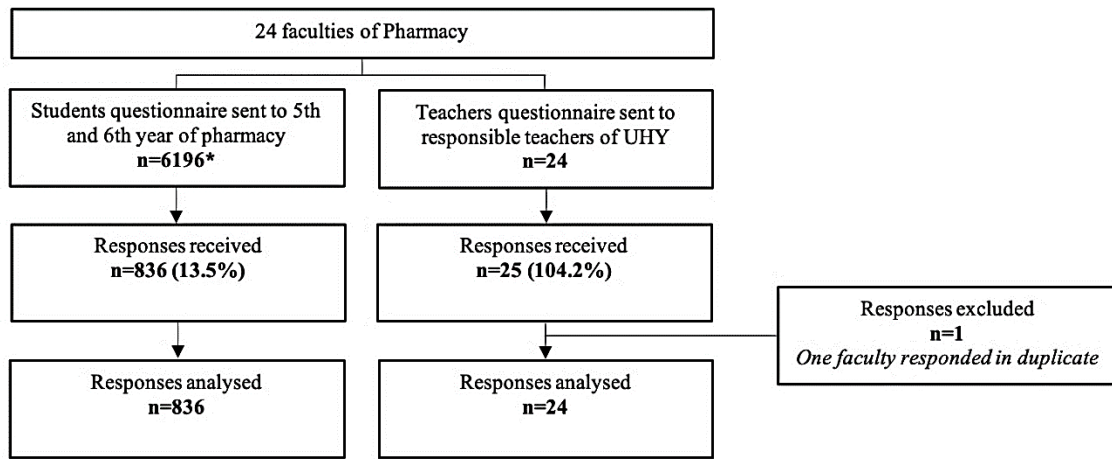 24 faculties of Pharmacy
Students questionnaire sent to 5th
and 6th year of pharmacy
n=6196*
Teachers questionnaire sent to
responsible teachers of UHY
n=24
Responses received
n=836 (13.5%)
Responses received
n=25 (104.2%)
Responses excluded
n=1
One faculty responded in duplicate
Responses analysed
n=836
Responses analysed
n=24